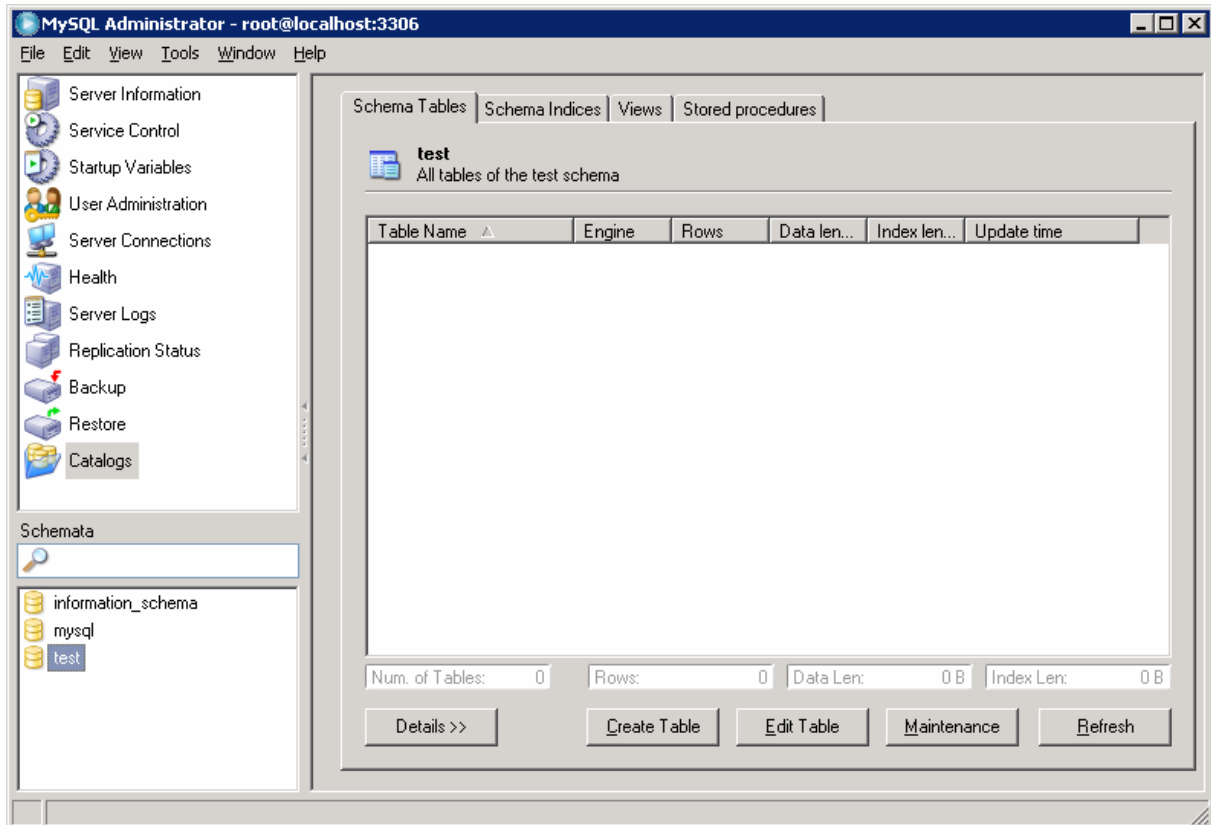 MySQL Administrator - root@localhost:3306
File Edit View Tools Window Help
Server Information
Service Control
Startup Variables
User Administration
Server Connections
Health
Server Logs
Replication Status
Backup
Restore
Catalogs
Schemata
information_schema
mysql
test
Schema Tables Schema Indices Views Stored procedures
test
All tables of the test schema
Table Name Engine Rows Data len... Index len... Update time
Num. of Tables: 0 Rows: 0 Data Len: 0 B Index Len: 0 B
Details >> Create Table Edit Table Maintenance Refresh